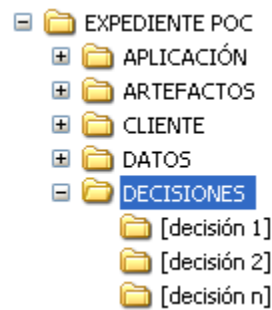 EXPEDIENTE POC
APLICACIÓN
ARTEFACTOS
CLIENTE
DATOS
DECISIONES
[decisión 1]
[decisión 2]
[decisión n]